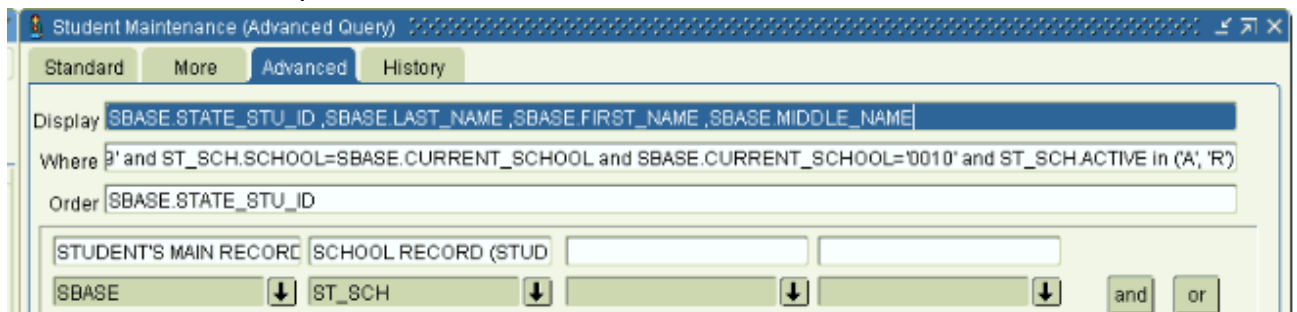 Student Maintenance (Advanced Query)
Standard More Advanced History
Display SBASE.STATE_STU_ID ,SBASE.LAST_NAME ,SBASE.FIRST_NAME ,SBASE.MIDDLE_NAME
Where 9' and ST_SCH.SCHOOL=SBASE.CURRENT_SCHOOL and SBASE.CURRENT_SCHOOL='0010' and ST_SCH.ACTIVE in ('A', 'R')
Order SBASE.STATE_STU_ID
STUDENT'S MAIN RECORD SCHOOL RECORD (STUD
SBASE ST_SCH and or